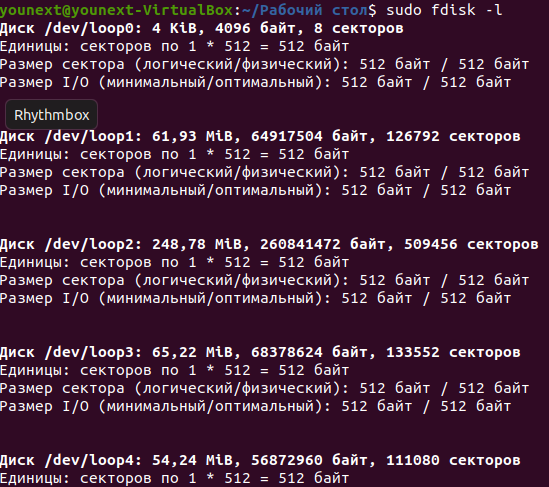 younext@younext-VirtualBox:~/Рабочий стол$ sudo fdisk -l
Диск /dev/loop0: 4 KiB, 4096 байт, 8 секторов
Единицы: секторов по 1 * 512 = 512 байт
Размер сектора (логический/физический): 512 байт / 512 байт
Размер I/O (минимальный/оптимальный): 512 байт / 512 байт
Rhythmbox
Диск /dev/loop1: 61,93 MiB, 64917504 байт, 126792 секторов
Единицы: секторов по 1 * 512 = 512 байт
Размер сектора (логический/физический): 512 байт / 512 байт
Размер I/O (минимальный/оптимальный): 512 байт / 512 байт
Диск /dev/loop2: 248,78 MiB, 260841472 байт, 509456 секторов
Единицы: секторов по 1 * 512 = 512 байт
Размер сектора (логический/физический): 512 байт / 512 байт
Размер I/O (минимальный/оптимальный): 512 байт / 512 байт
Диск /dev/loop3: 65,22 MiB, 68378624 байт, 133552 секторов
Единицы: секторов по 1 * 512 = 512 байт
Размер сектора (логический/физический): 512 байт / 512 байт
Размер I/O (минимальный/оптимальный): 512 байт / 512 байт
Диск /dev/loop4: 54,24 MiB, 56872960 байт, 111080 секторов
Единицы: секторов по 1 * 512 = 512 байт